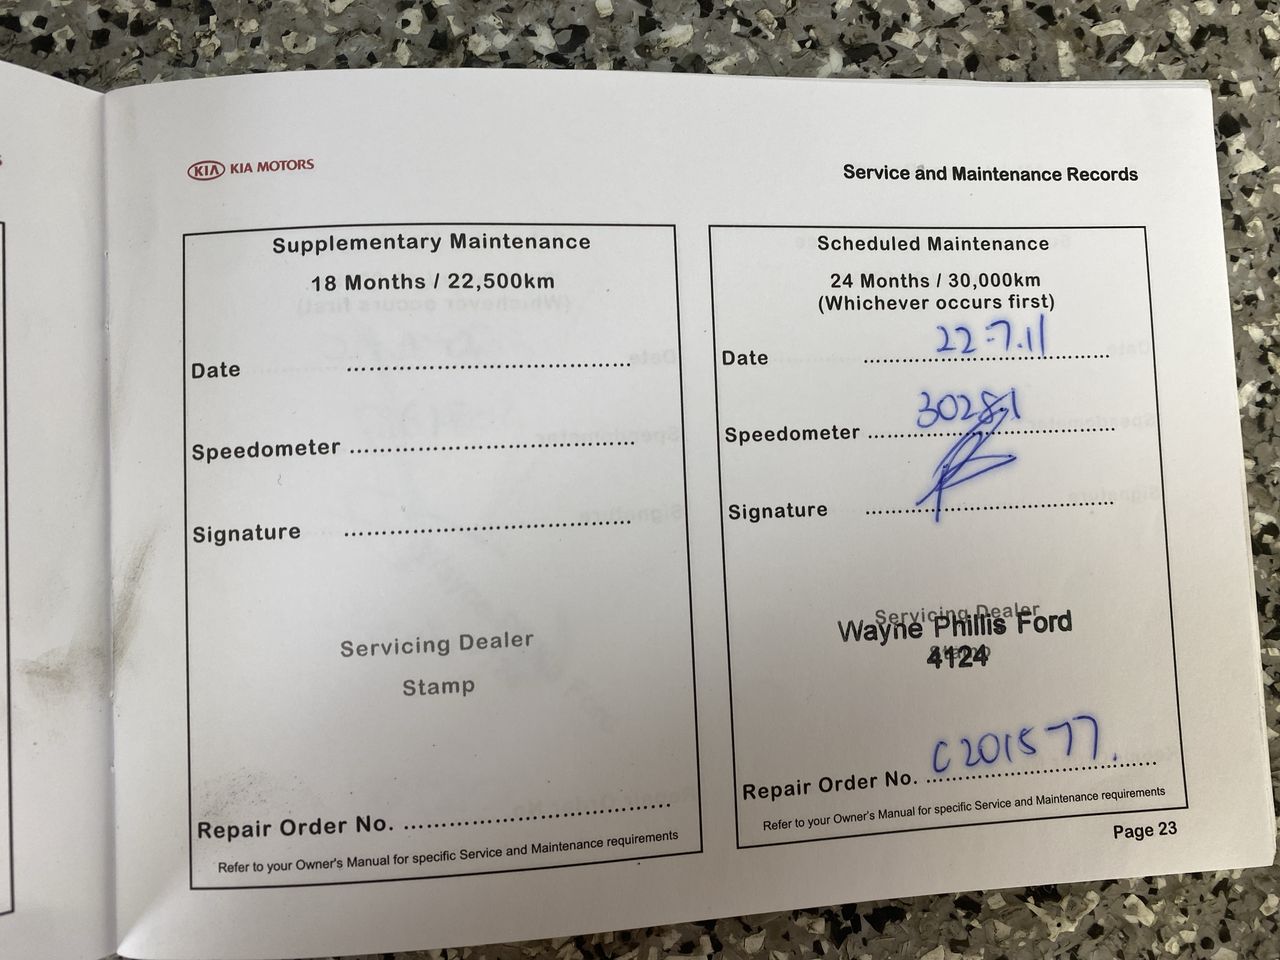 KIA KIA MOTORS
Service and Maintenance Records
Supplementary Maintenance
18 Months / 22,500km
Date ........................................
Speedometer ........................................
Signature ........................................
Servicing Dealer
Stamp
Repair Order No. ........................................
Refer to your Owner's Manual for specific Service and Maintenance requirements
Scheduled Maintenance
24 Months / 30,000km
(Whichever occurs first)
Date 22-7.11
Speedometer 30281
Signature ........................................
Servicing Dealer
Wayne Phillis Ford
Stamp
4124
Repair Order No. C201577.
Refer to your Owner's Manual for specific Service and Maintenance requirements
Page 23